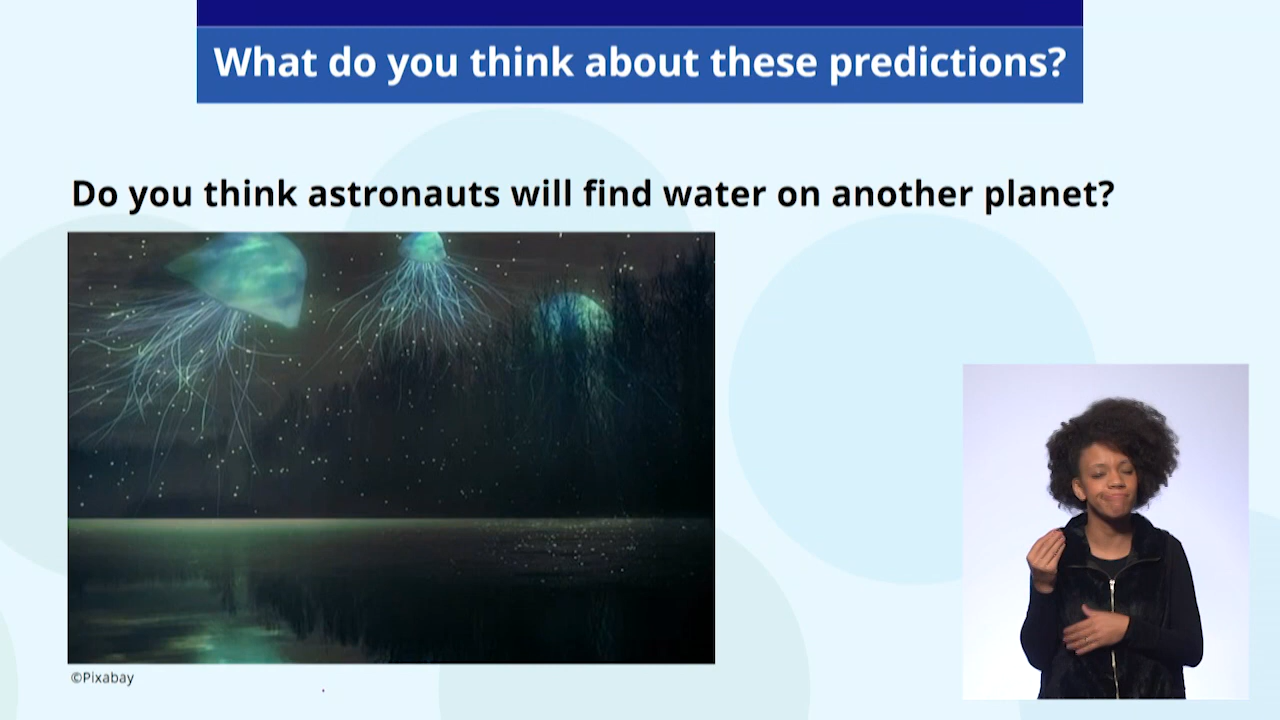 What do you think about these predictions?
Do you think astronauts will find water on another planet?
©Pixabay